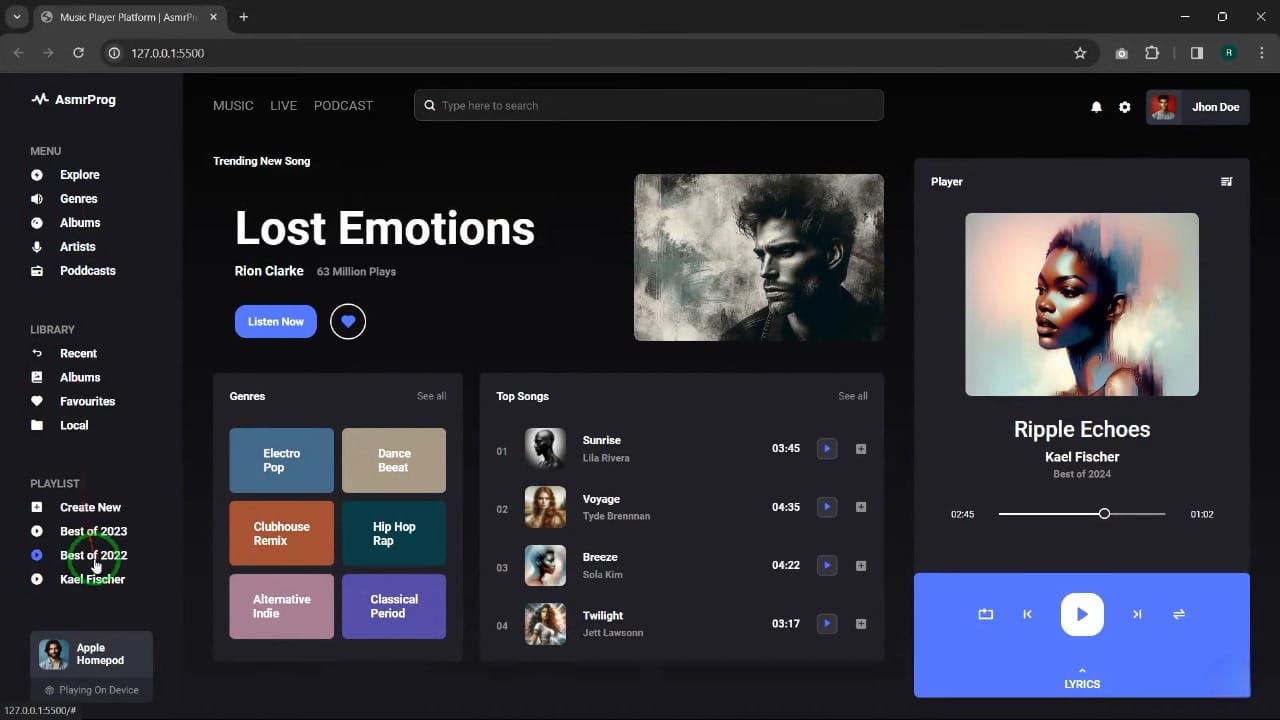 Music Player Platform | AsmrPr
127.0.0.1:5500
R
AsmrProg
MENU
Explore
Genres
Albums
Artists
Poddcasts
LIBRARY
Recent
Albums
Favourites
Local
PLAYLIST
Create New
Best of 2023
Best of 2022
Kael Fischer
Apple
Homepod
Playing On Device
127.0.0.1:5500/#
MUSIC LIVE PODCAST
Type here to search
Jhon Doe
Trending New Song
Lost Emotions
RIon Clarke 63 Million Plays
Listen Now
Genres See all
Electro
Pop
Dance
Beeat
Clubhouse
Remix
Hip Hop
Rap
Alternative
Indie
Classical
Period
Top Songs See all
01 Sunrise 03:45
Lila Rivera
02 Voyage 04:35
Tyde Brennnan
03 Breeze 04:22
Sola Kim
04 Twilight 03:17
Jett Lawsonn
Player
Ripple Echoes
Kael Fischer
Best of 2024
02:45 01:02
LYRICS